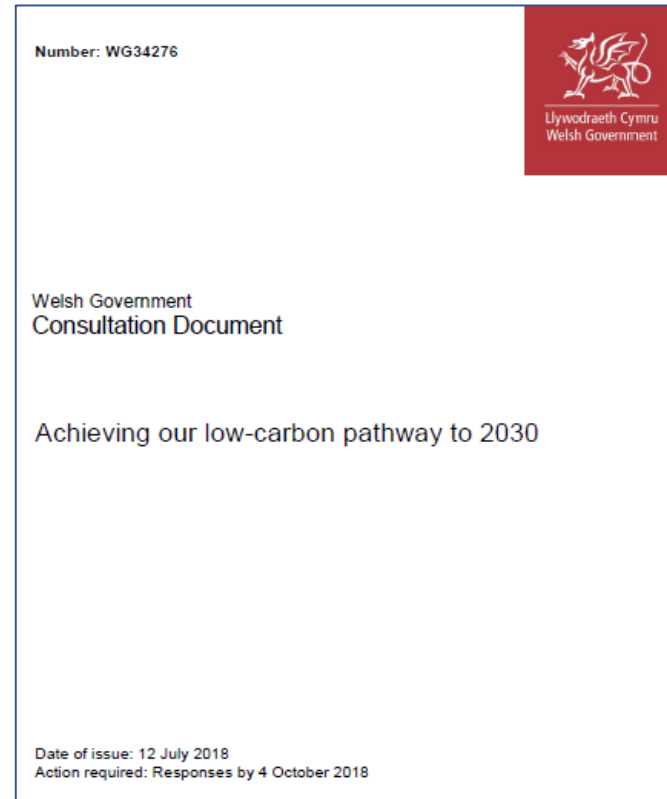 Number: WG34276
Llywodraeth Cymru
Welsh Government
Welsh Government
Consultation Document
Achieving our low-carbon pathway to 2030
Date of issue: 12 July 2018
Action required: Responses by 4 October 2018